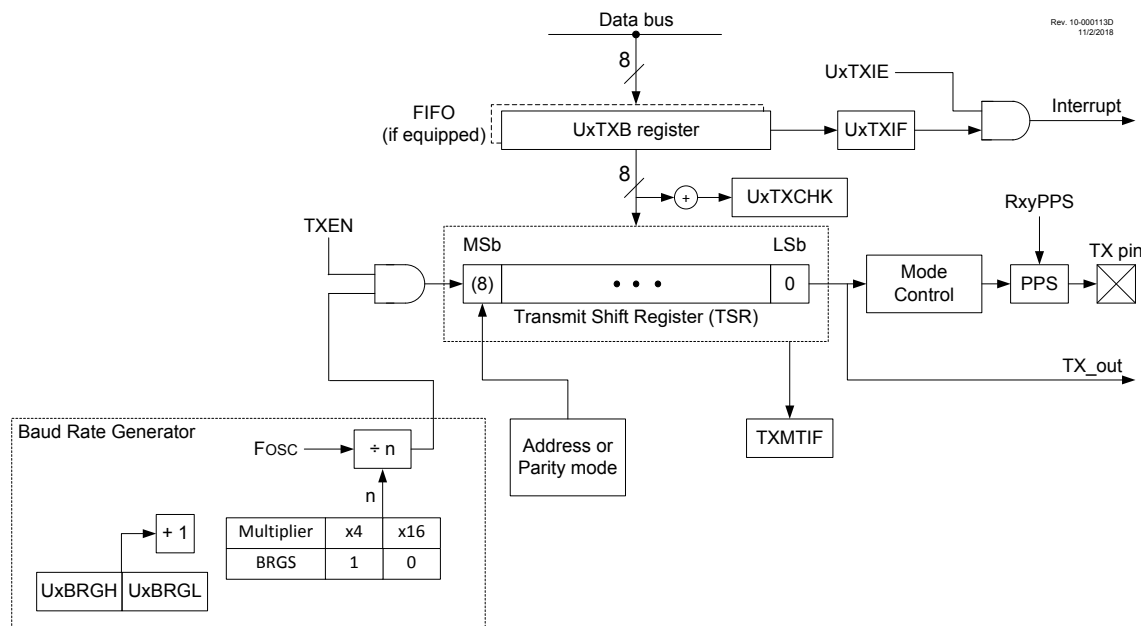 Data bus
Rev. 10-000113D
11/2/2018
8
UxTXIE
FIFO
(if equipped)
UxTXB register
UxTXIF
Interrupt
8
+
UxTXCHK
TXEN
MSb
LSb
RxyPPS
TX pin
(8)
• • •
0
Mode
Control
PPS
Transmit Shift Register (TSR)
TX_out
Baud Rate Generator
FOSC
÷ n
Address or
Parity mode
TXMTIF
n
+ 1
Multiplier x4 x16
BRGS 1 0
UxBRGH UxBRGL